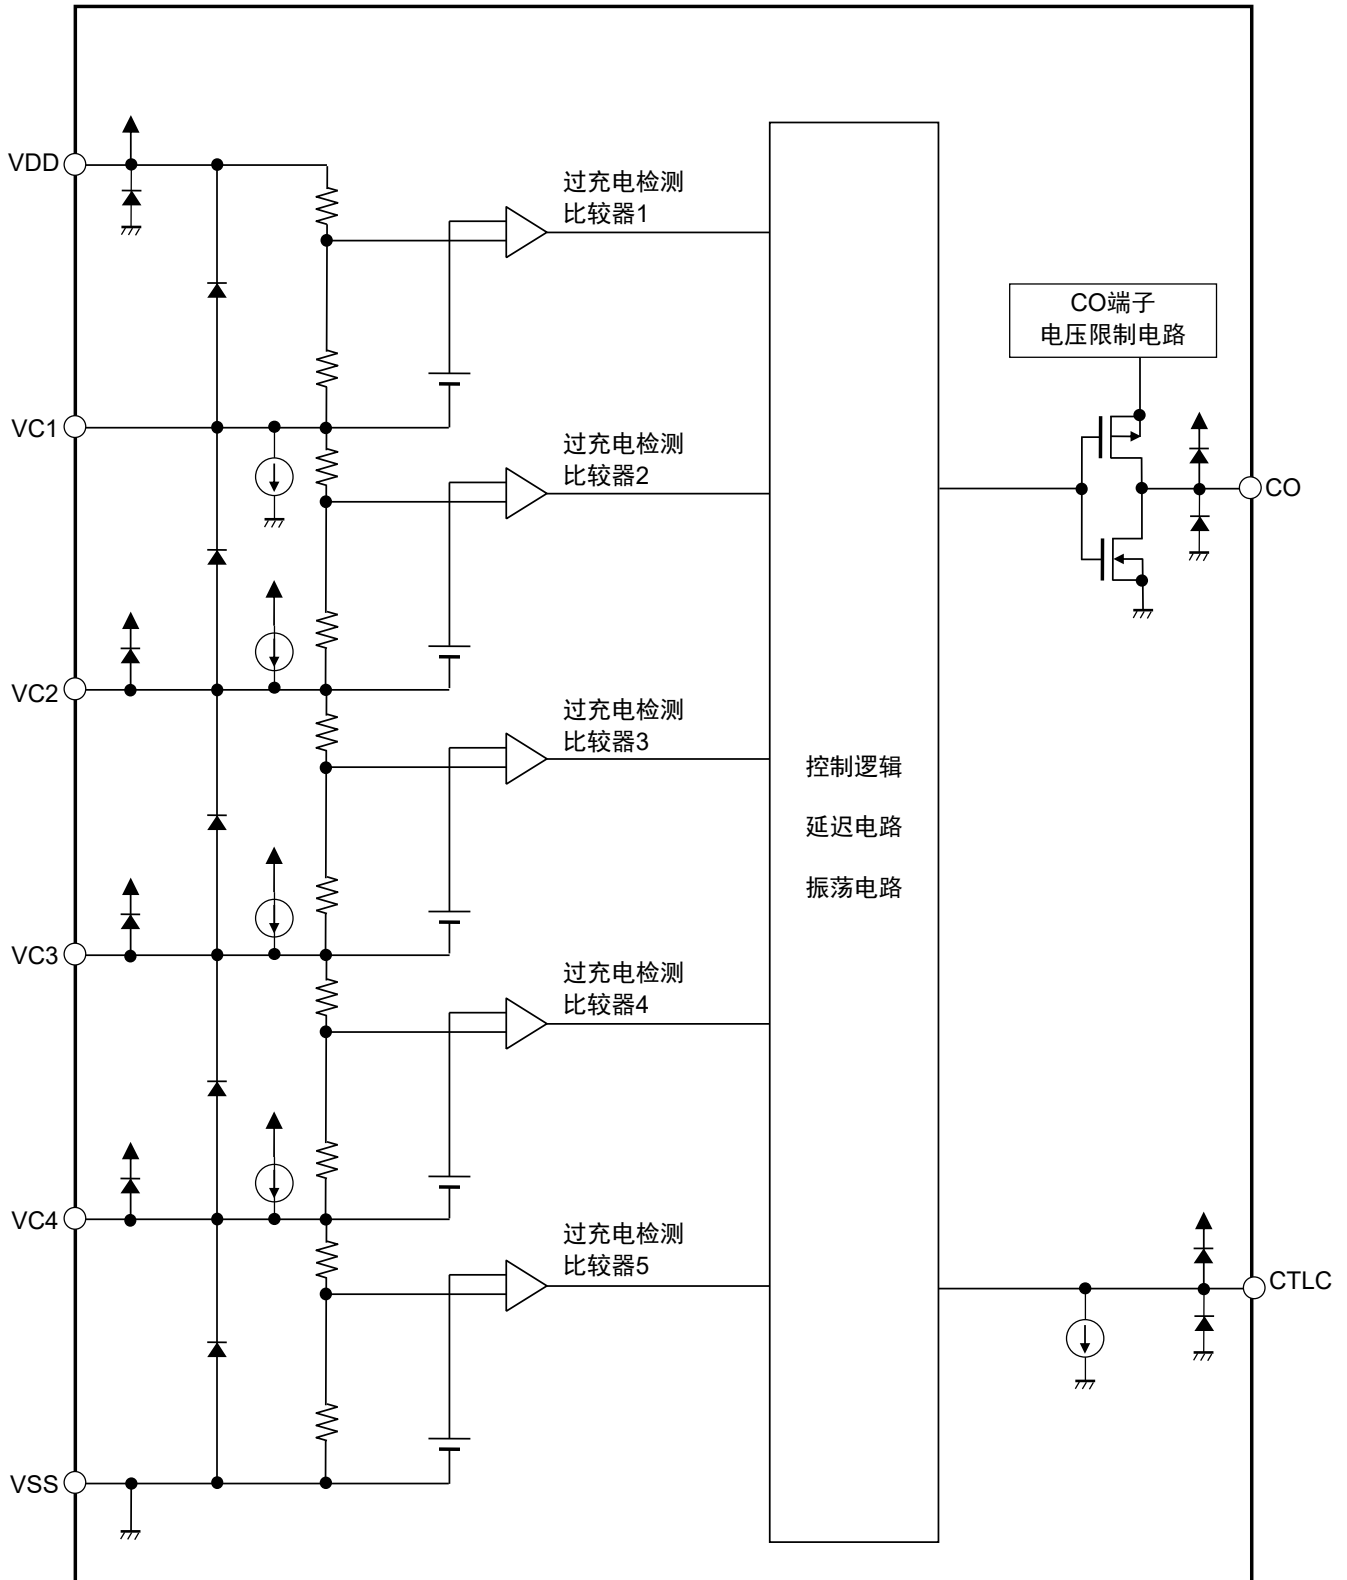 VDD
过充电检测
比较器1
CO端子
电压限制电路
VC1
过充电检测
比较器2
CO
VC2
过充电检测
比较器3
控制逻辑
延迟电路
振荡电路
VC3
过充电检测
比较器4
VC4
过充电检测
比较器5
CTLC
VSS